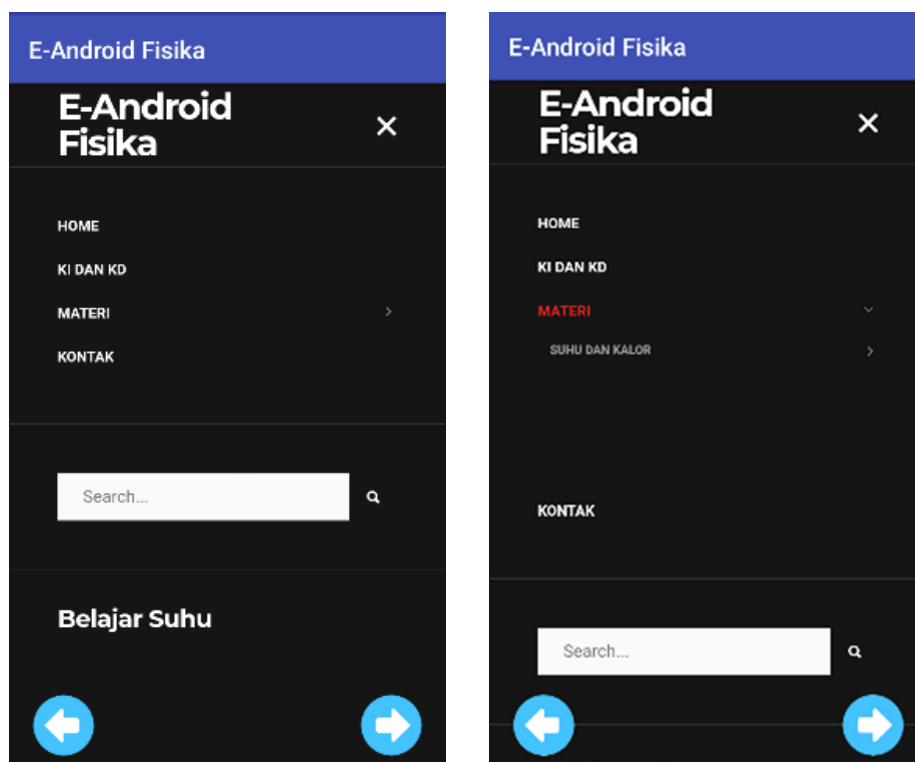 E-Android Fisika
E-Android
Fisika
HOME
KI DAN KD
MATERI
KONTAK
Search...
Belajar Suhu
E-Android Fisika
E-Android
Fisika
HOME
KI DAN KD
MATERI
SUHU DAN KALOR
KONTAK
Search...